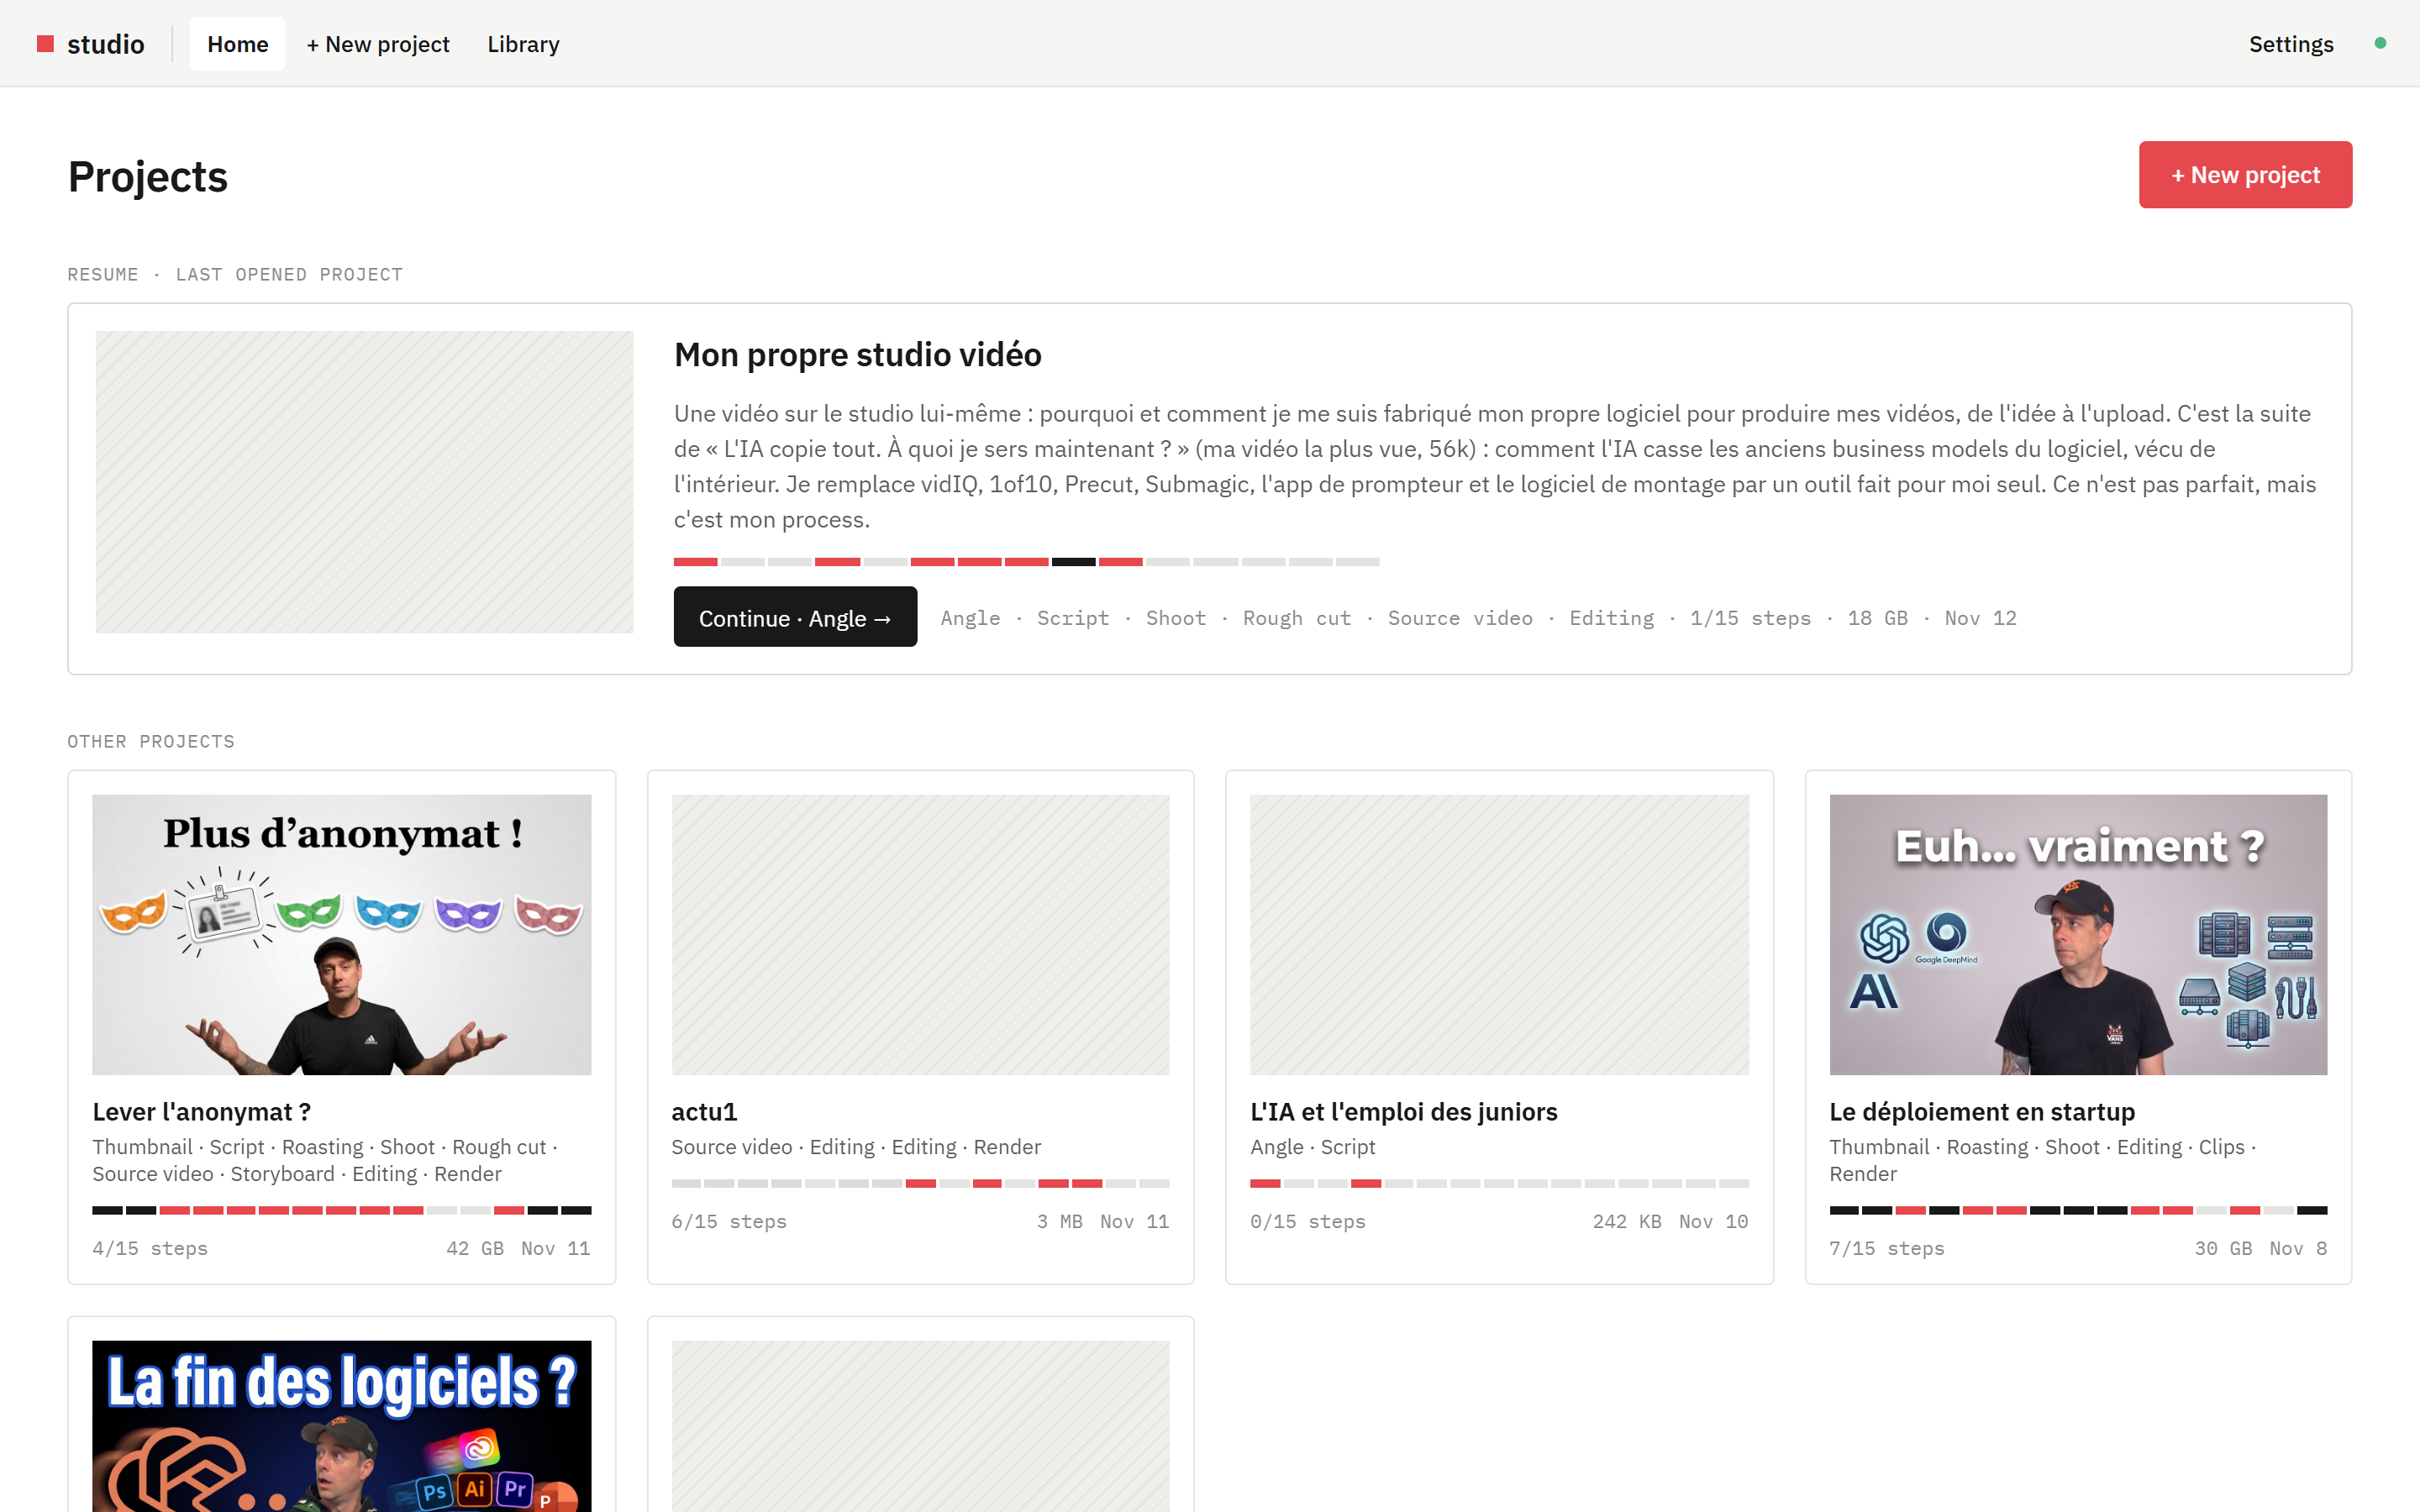 studio
Home
+ New project
Library
Settings
Projects
+ New project
RESUME · LAST OPENED PROJECT
Mon propre studio vidéo
Une vidéo sur le studio lui-même : pourquoi et comment je me suis fabriqué mon propre logiciel pour produire mes vidéos, de l'idée à l'upload. C'est la suite
de « L'IA copie tout. À quoi je sers maintenant ? » (ma vidéo la plus vue, 56k) : comment l'IA casse les anciens business models du logiciel, vécu de
l'intérieur. Je remplace vidIQ, 1of10, Precut, Submagic, l'app de prompteur et le logiciel de montage par un outil fait pour moi seul. Ce n'est pas parfait, mais
c'est mon process.
Continue · Angle →
Angle · Script · Shoot · Rough cut · Source video · Editing · 1/15 steps · 18 GB · Nov 12
OTHER PROJECTS
Plus d’anonymat !
Lever l'anonymat ?
Thumbnail · Script · Roasting · Shoot · Rough cut ·
Source video · Storyboard · Editing · Render
4/15 steps
42 GB Nov 11
actu1
Source video · Editing · Editing · Render
6/15 steps
3 MB Nov 11
L'IA et l'emploi des juniors
Angle · Script
0/15 steps
242 KB Nov 10
Euh... vraiment ?
Google DeepMind
AI
VANS
Le déploiement en startup
Thumbnail · Roasting · Shoot · Editing · Clips ·
Render
7/15 steps
30 GB Nov 8
La fin des logiciels ?
Ps
Ai
Pr
P